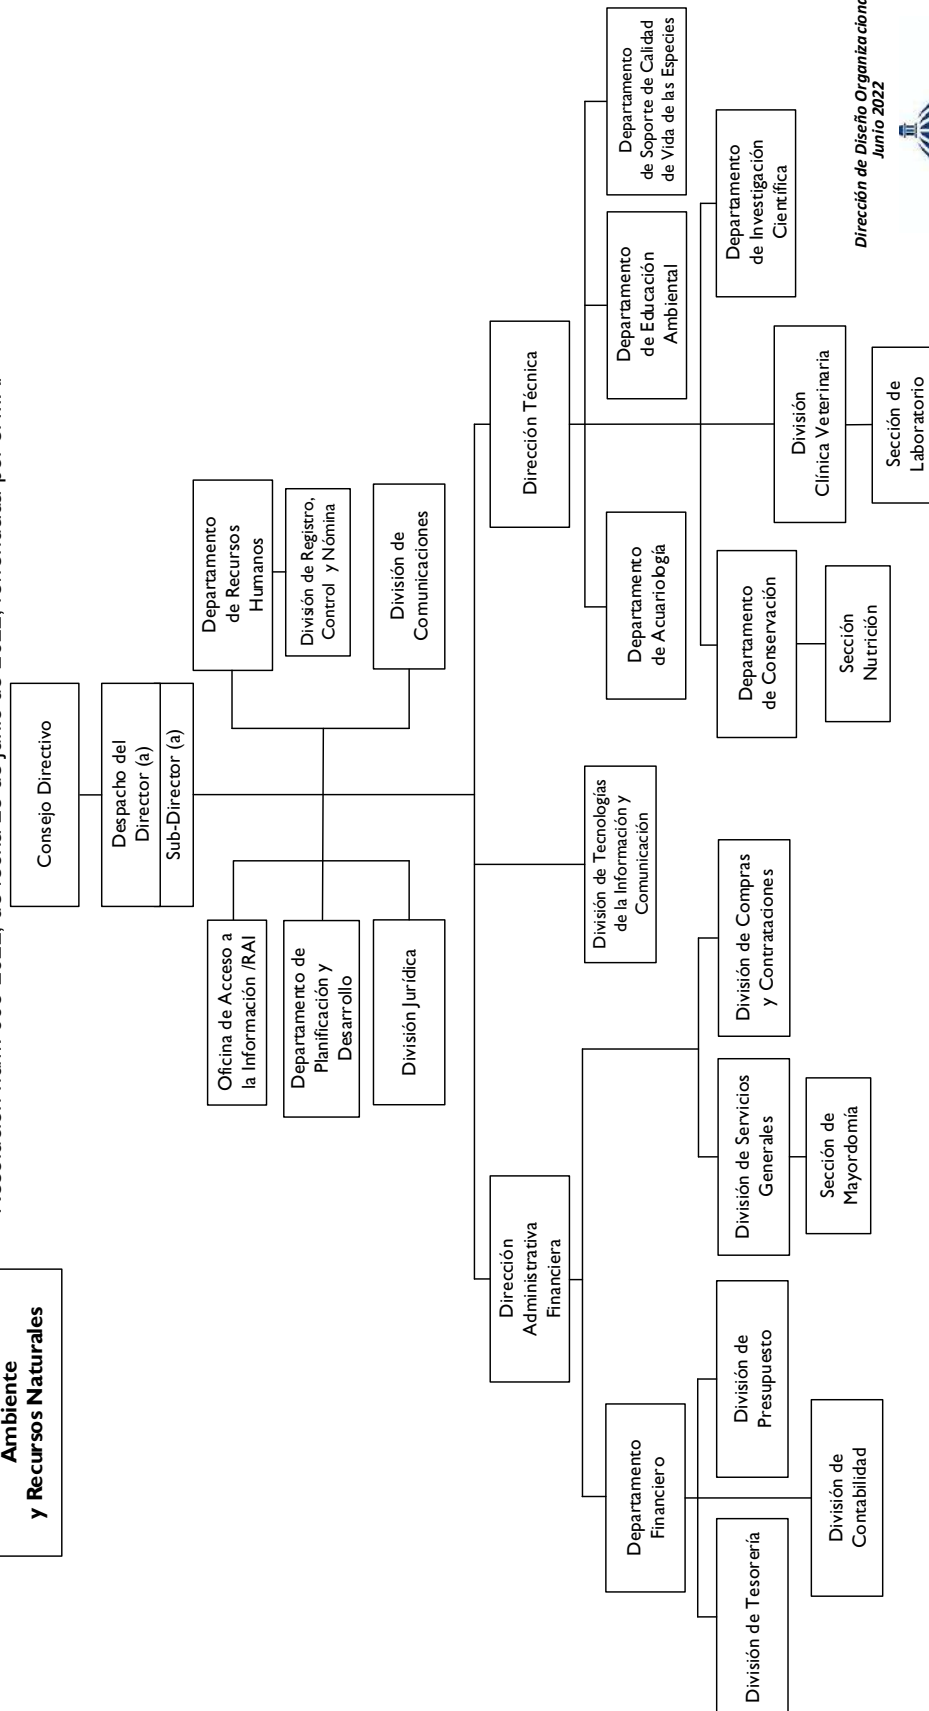 Ambiente
y Recursos Naturales
Consejo Directivo
Despacho del
Director (a)
Sub-Director (a)
Oficina de Acceso a
la Información /RAI
Departamento de
Planificación y
Desarrollo
División Jurídica
Departamento
de Recursos
Humanos
División de Registro,
Control y Nómina
División de
Comunicaciones
Dirección
Administrativa
Financiera
División de Tecnologías
de la Información y
Comunicación
Dirección Técnica
Departamento
Financiero
División de Tesorería
División de
Presupuesto
División de
Contabilidad
División de Servicios
Generales
Sección de
Mayordomía
División de Compras
y Contrataciones
Departamento
de Acuariología
Departamento
de Educación
Ambiental
Departamento
de Soporte de Calidad
de Vida de las Especies
Departamento
de Conservación
Sección
Nutrición
División
Clínica Veterinaria
Sección de
Laboratorio
Departamento
de Investigación
Científica
Dirección de Diseño Organizacional
Junio 2022